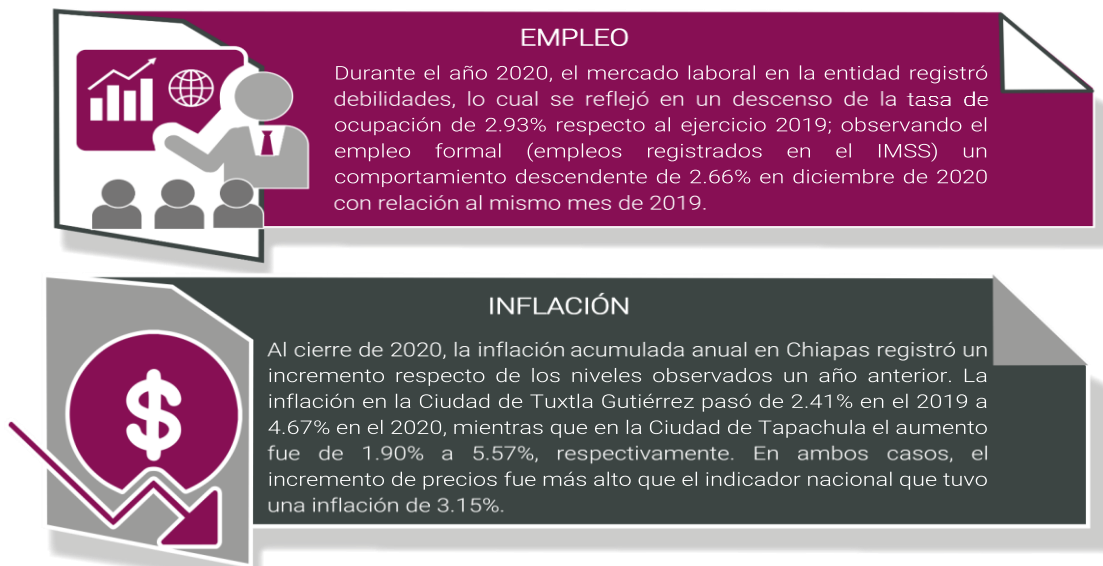 EMPLEO
Durante el año 2020, el mercado laboral en la entidad registró
debilidades, lo cual se reflejó en un descenso de la tasa de
ocupación de 2.93% respecto al ejercicio 2019; observando el
empleo formal (empleos registrados en el IMSS) un
comportamiento descendente de 2.66% en diciembre de 2020
con relación al mismo mes de 2019.
INFLACIÓN
Al cierre de 2020, la inflación acumulada anual en Chiapas registró un
incremento respecto de los niveles observados un año anterior. La
inflación en la Ciudad de Tuxtla Gutiérrez pasó de 2.41% en el 2019 a
4.67% en el 2020, mientras que en la Ciudad de Tapachula el aumento
fue de 1.90% a 5.57%, respectivamente. En ambos casos, el
incremento de precios fue más alto que el indicador nacional que tuvo
una inflación de 3.15%.
$